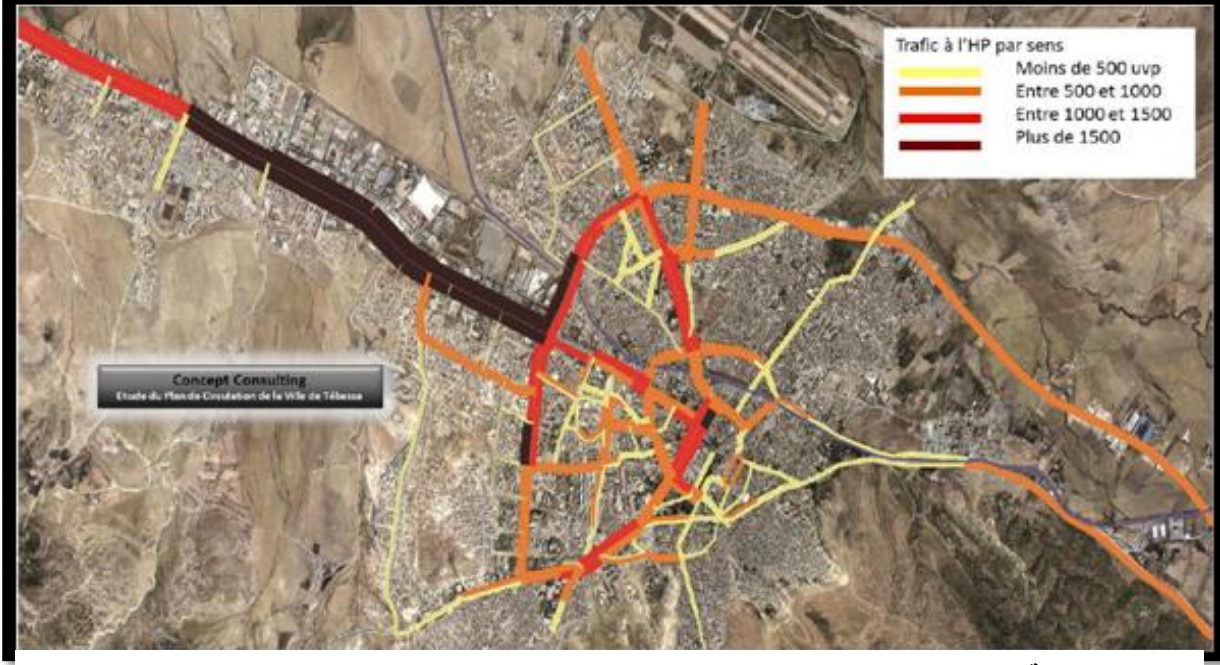 Trafic à l'HP par sens
Moins de 500 uvp
Entre 500 et 1000
Entre 1000 et 1500
Plus de 1500
Concept Consulting
Etude du Plan de Circulation de la Ville de Tébessa